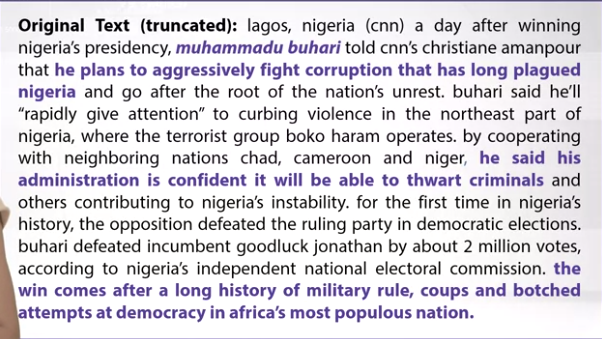 Original Text (truncated): lagos, nigeria (cnn) a day after winning
nigeria's presidency, muhammadu buhari told cnn's christiane amanpour
that he plans to aggressively fight corruption that has long plagued
nigeria and go after the root of the nation's unrest. buhari said he'll
"rapidly give attention" to curbing violence in the northeast part of
nigeria, where the terrorist group boko haram operates. by cooperating
with neighboring nations chad, cameroon and niger, he said his
administration is confident it will be able to thwart criminals and
others contributing to nigeria's instability. for the first time in nigeria's
history, the opposition defeated the ruling party in democratic elections.
buhari defeated incumbent goodluck jonathan by about 2 million votes,
according to nigeria's independent national electoral commission. the
win comes after a long history of military rule, coups and botched
attempts at democracy in africa's most populous nation.